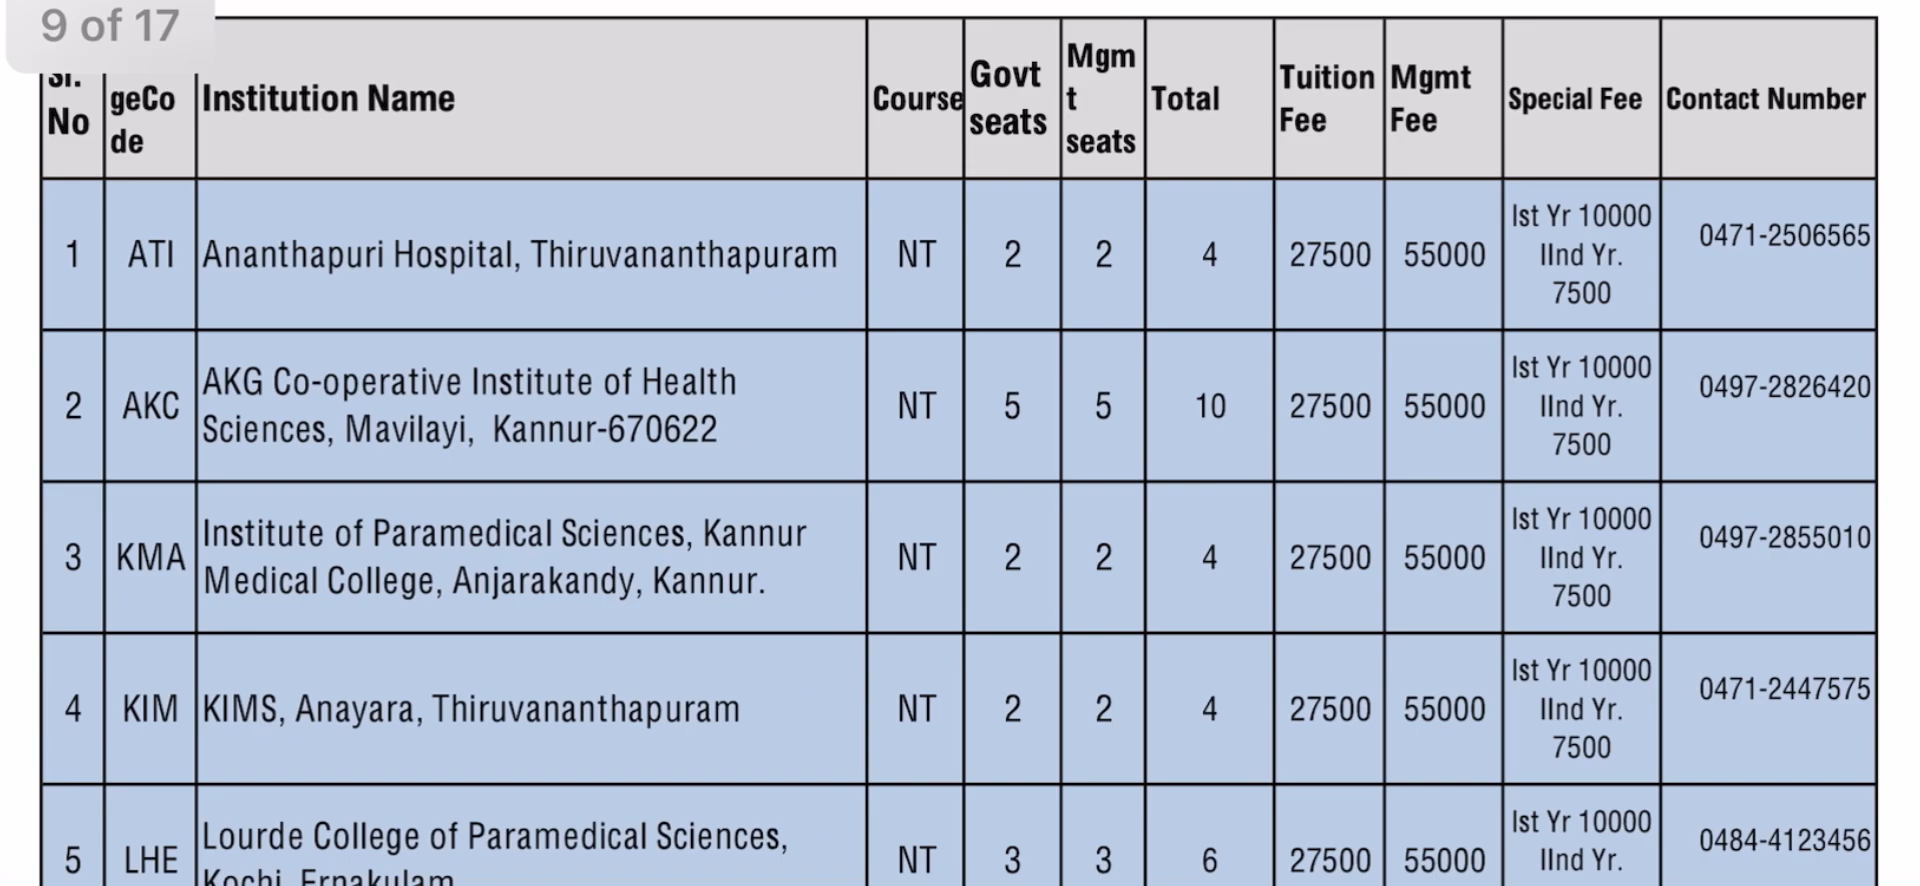 9 of 17
Sl.
No
geCo
de
Institution Name
Course
Govt
seats
Mgm
t
seats
Total
Tuition
Fee
Mgmt
Fee
Special Fee
Contact Number
1
ATI
Ananthapuri Hospital, Thiruvananthapuram
NT
2
2
4
27500
55000
Ist Yr 10000
IInd Yr.
7500
0471-2506565
2
AKC
AKG Co-operative Institute of Health
Sciences, Mavilayi, Kannur-670622
NT
5
5
10
27500
55000
Ist Yr 10000
IInd Yr.
7500
0497-2826420
3
KMA
Institute of Paramedical Sciences, Kannur
Medical College, Anjarakandy, Kannur.
NT
2
2
4
27500
55000
Ist Yr 10000
IInd Yr.
7500
0497-2855010
4
KIM
KIMS, Anayara, Thiruvananthapuram
NT
2
2
4
27500
55000
Ist Yr 10000
IInd Yr.
7500
0471-2447575
5
LHE
Lourde College of Paramedical Sciences,
Kochi, Ernakulam
NT
3
3
6
27500
55000
Ist Yr 10000
IInd Yr.
0484-4123456